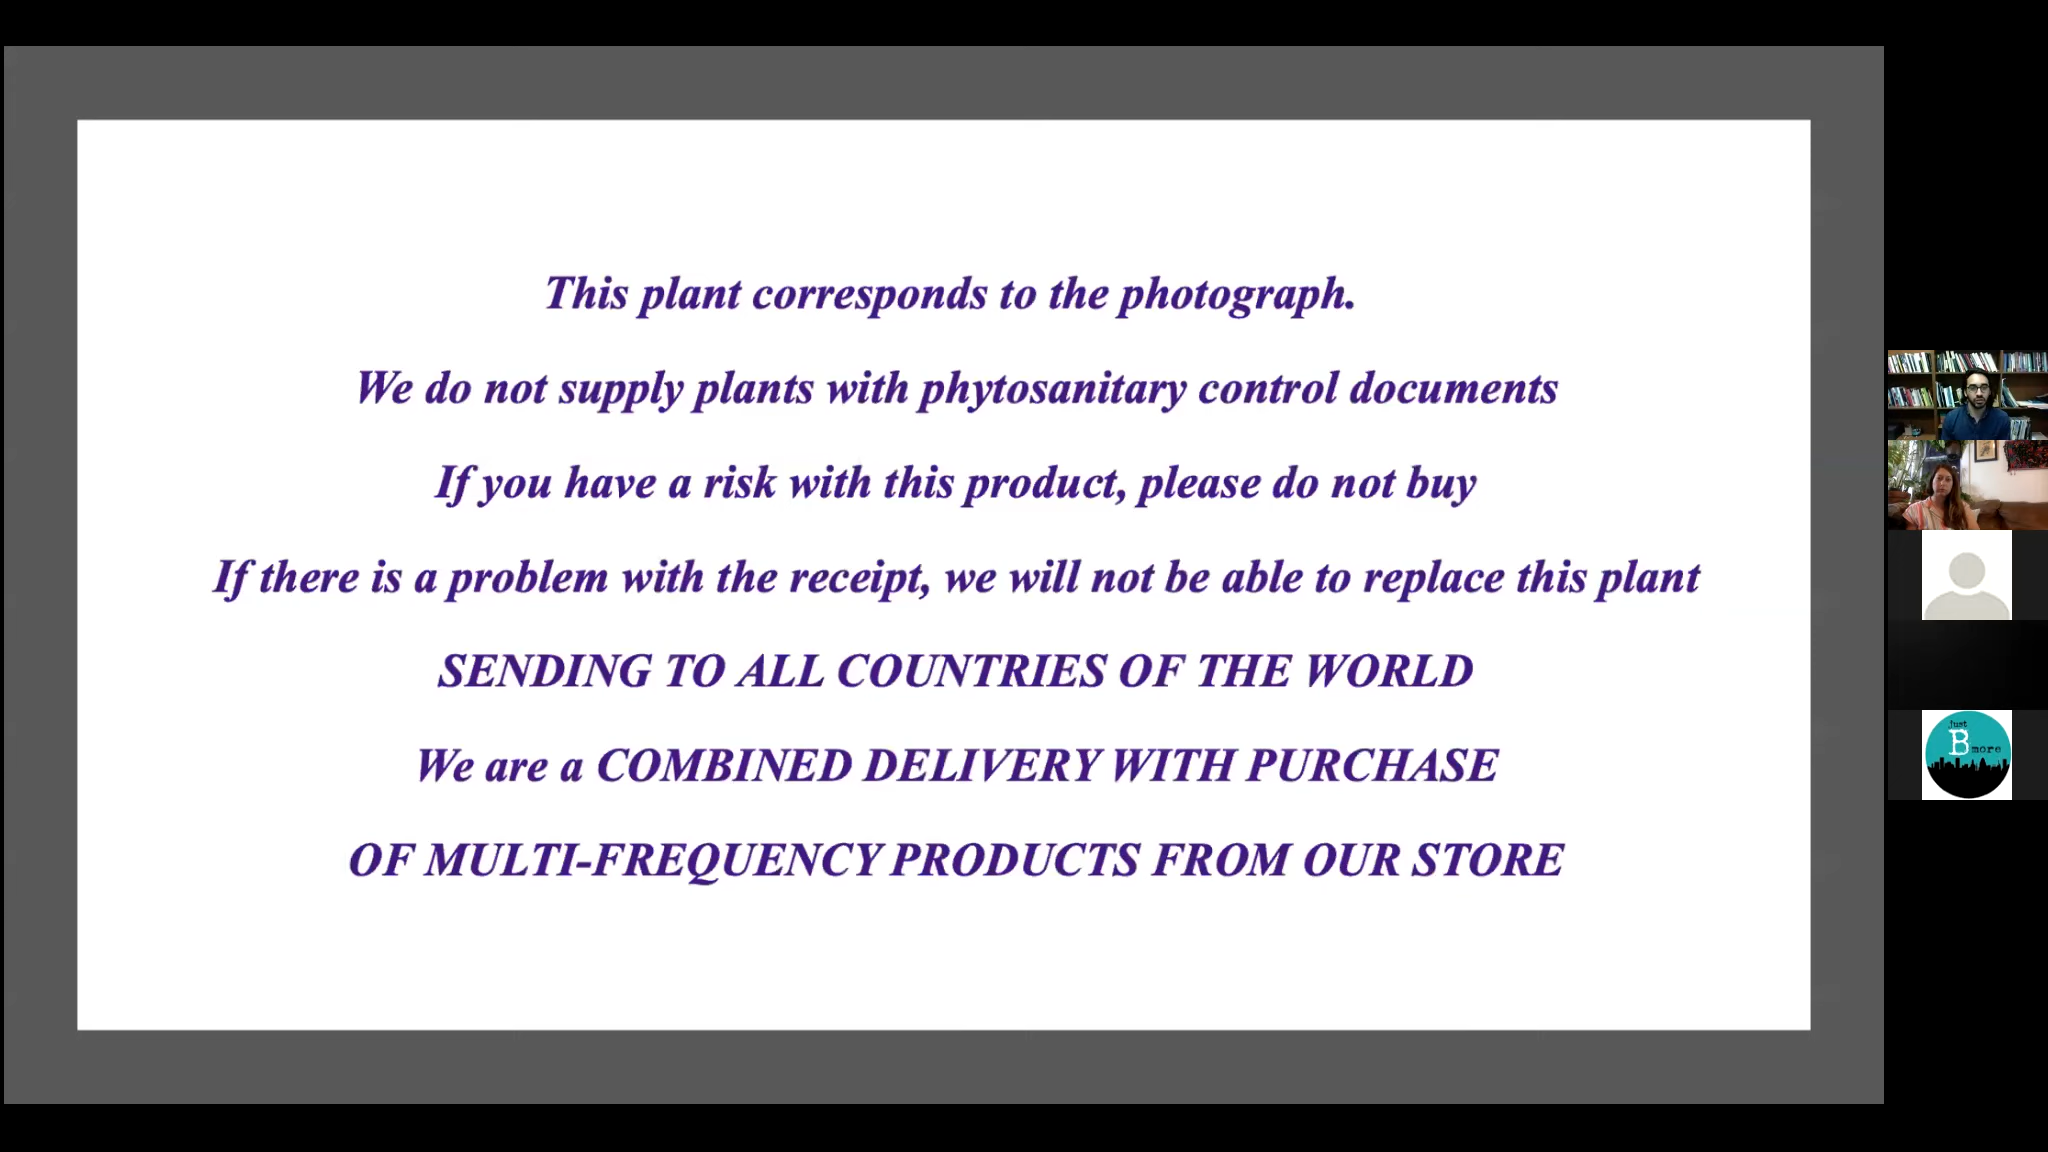 This plant corresponds to the photograph.
We do not supply plants with phytosanitary control documents
If you have a risk with this product, please do not buy
If there is a problem with the receipt, we will not be able to replace this plant
SENDING TO ALL COUNTRIES OF THE WORLD
We are a COMBINED DELIVERY WITH PURCHASE
OF MULTI-FREQUENCY PRODUCTS FROM OUR STORE
Just
B more